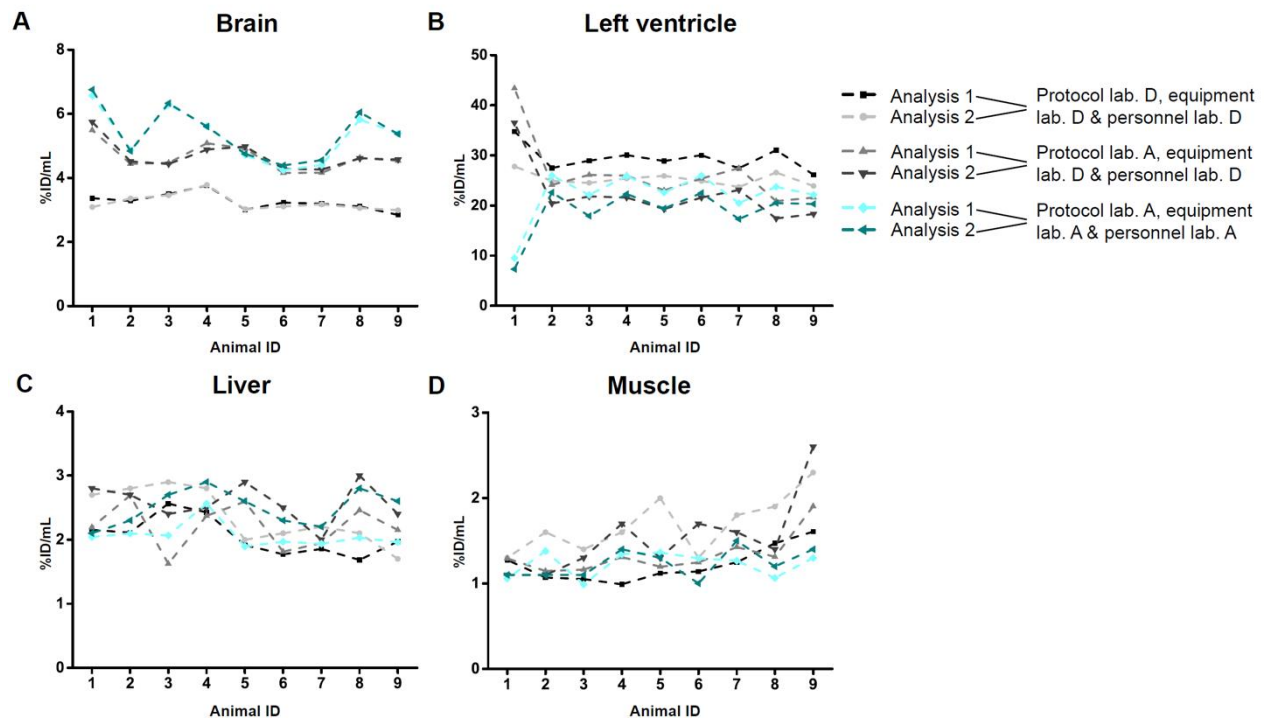 A
Brain
8
6
4
2
0
%ID/mL
1 2 3 4 5 6 7 8 9
Animal ID
B
Left ventricle
50
40
30
20
10
0
%ID/mL
1 2 3 4 5 6 7 8 9
Animal ID
Analysis 1
Analysis 2
Protocol lab. D, equipment
lab. D & personnel lab. D
Analysis 1
Analysis 2
Protocol lab. A, equipment
lab. D & personnel lab. D
Analysis 1
Analysis 2
Protocol lab. A, equipment
lab. A & personnel lab. A
C
Liver
4
3
2
1
0
%ID/mL
1 2 3 4 5 6 7 8 9
Animal ID
D
Muscle
3
2
1
0
%ID/mL
1 2 3 4 5 6 7 8 9
Animal ID